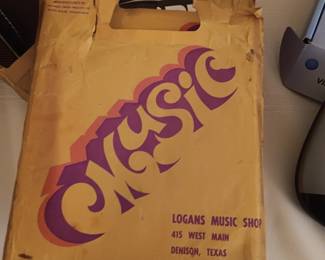 Music
LOGANS MUSIC SHOP
415 WEST MAIN
DENISON, TEXAS